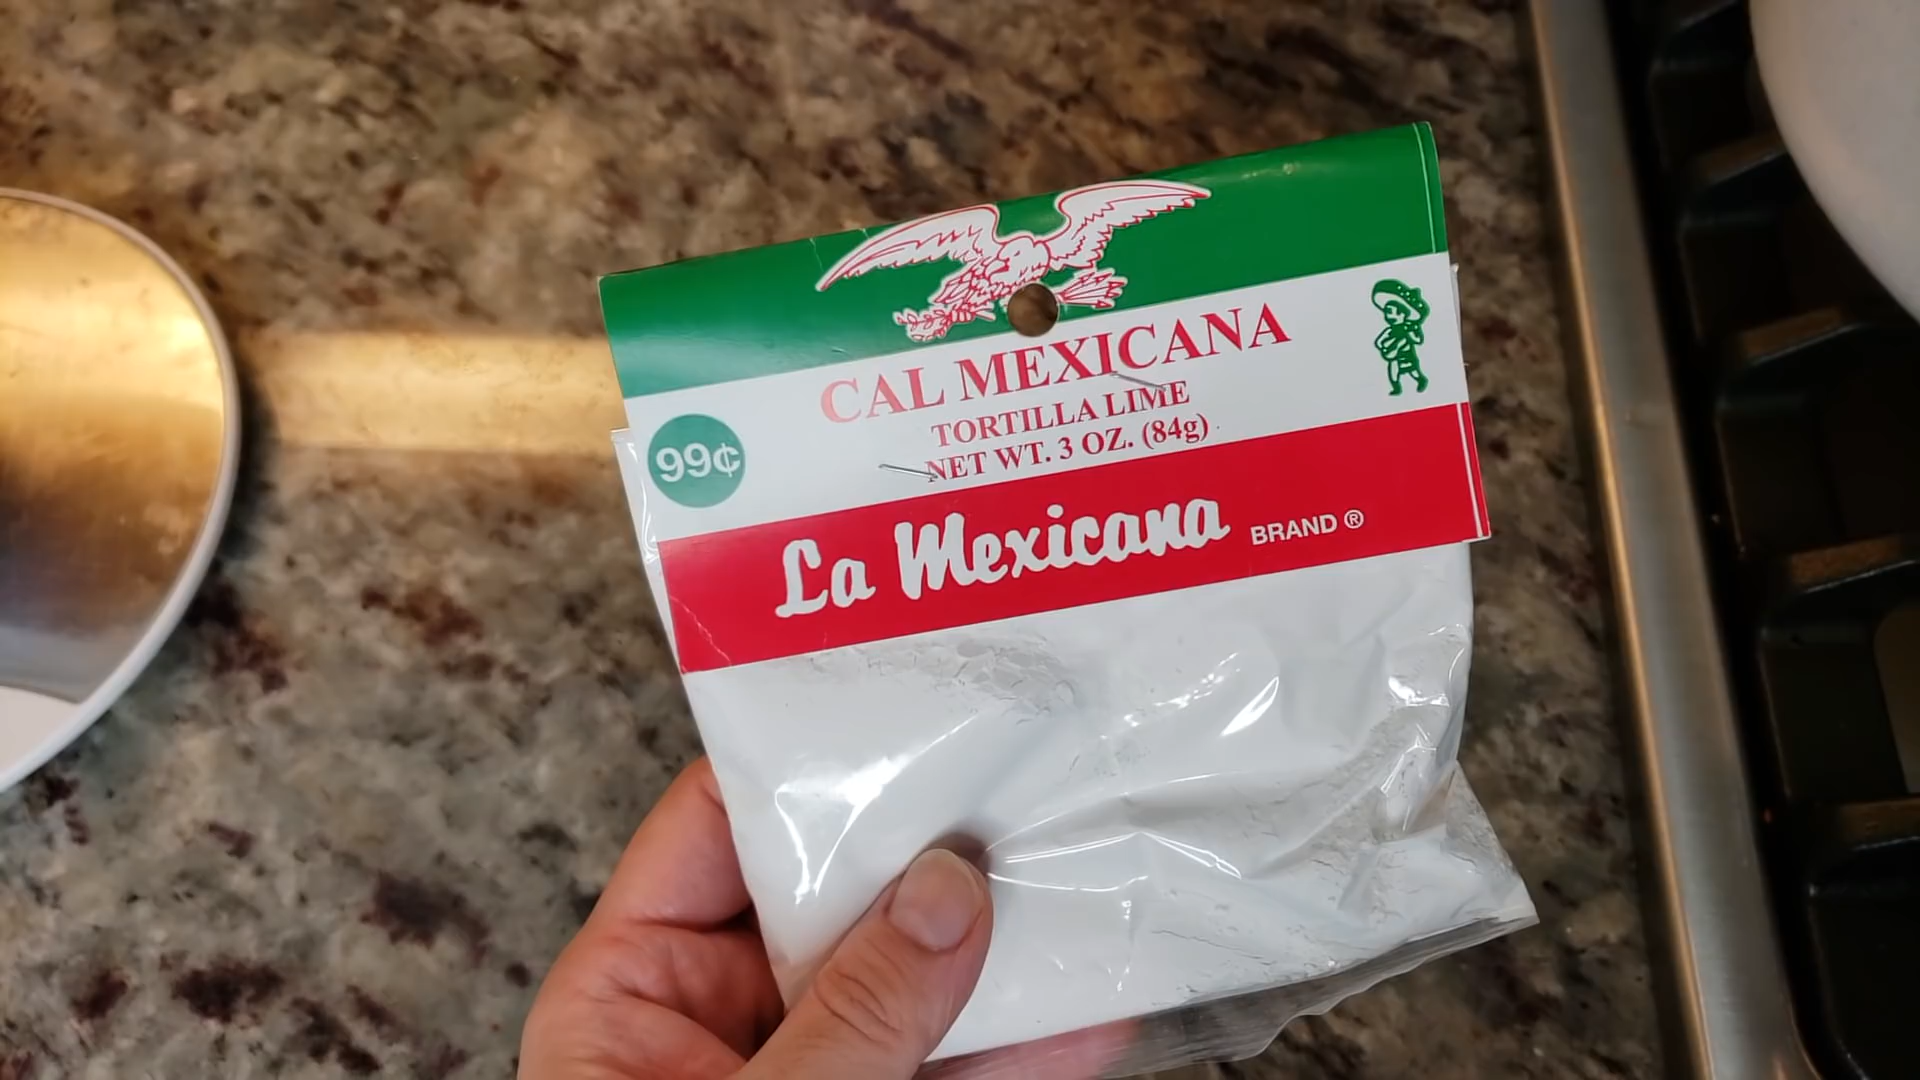 CAL MEXICANA
TORTILLA LIME
NET WT. 3 OZ. (84g)
99¢
La Mexicana BRAND ®